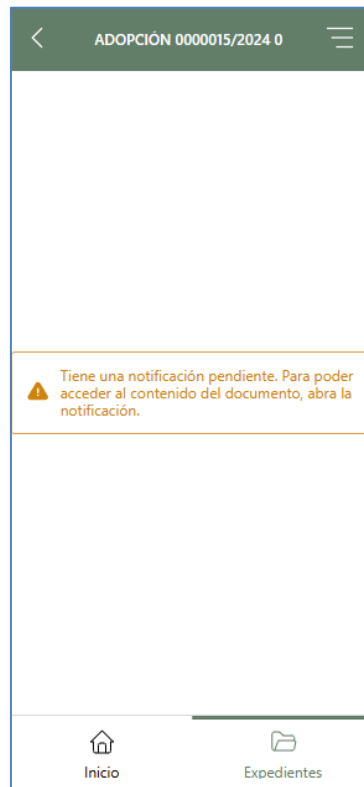 ADOPCIÓN 0000015/2024 0
Tiene una notificación pendiente. Para poder
acceder al contenido del documento, abra la
notificación.
Inicio
Expedientes